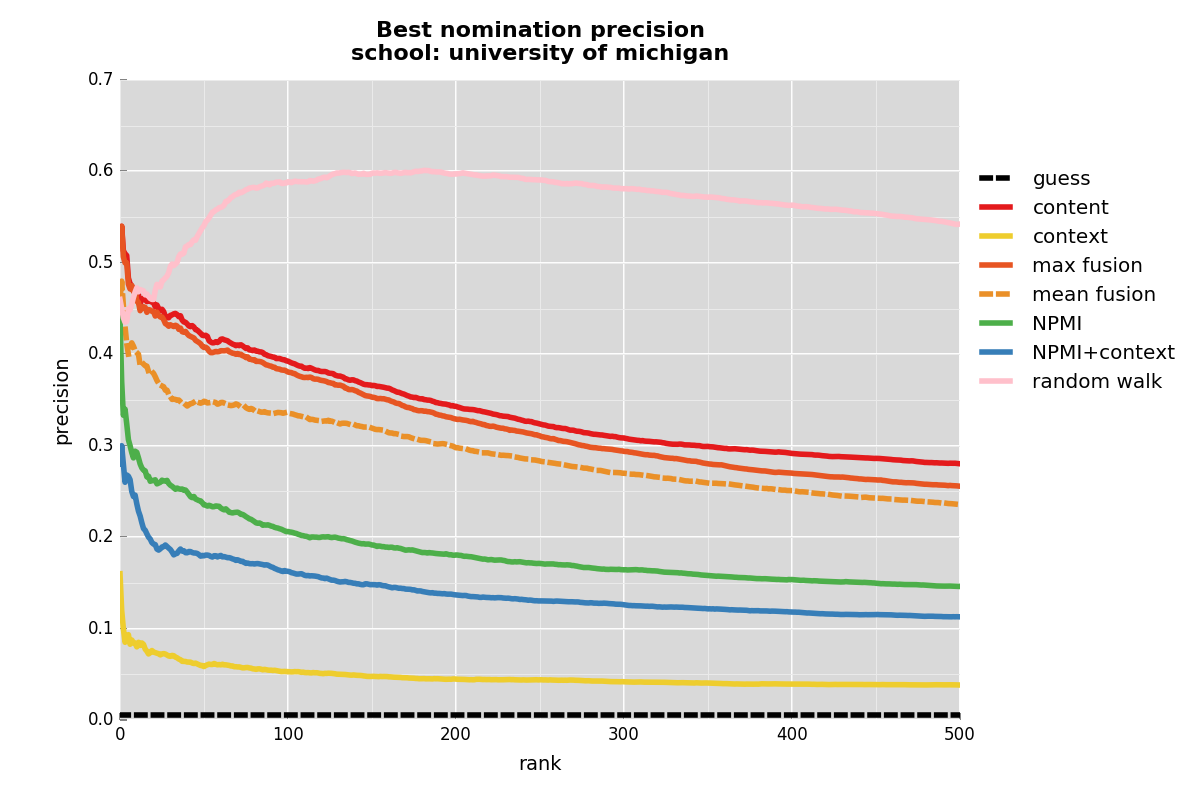 Best nomination precision
school: university of michigan
precision
0.7
0.6
0.5
0.4
0.3
0.2
0.1
0.0
0 100 200 300 400 500
rank
guess
content
context
max fusion
mean fusion
NPMI
NPMI+context
random walk